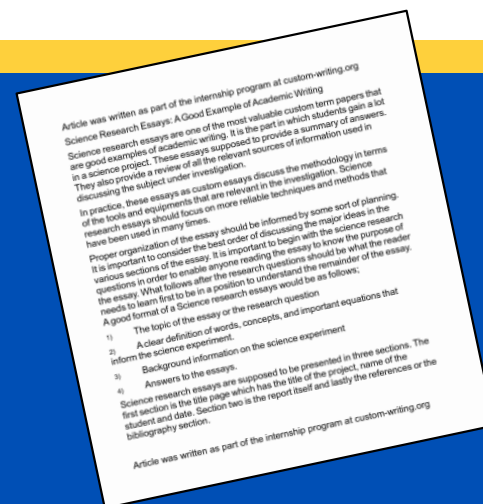 Article was written as part of the internship program at custom-writing.org
Science Research Essays: A Good Example of Academic Writing
Science research essays are one of the most valuable custom term papers that
are good examples of academic writing. It is the part in which students gain a lot
in a science project. These essays supposed to provide a summary of answers.
They also provide a review of all the relevant sources of information used in
discussing the subject under investigation.
In practice, these essays as custom essays discuss the methodology in terms
of the tools and equipments that are relevant in the investigation. Science
research essays should focus on more reliable techniques and methods that
have been used in many times.
Proper organization of the essay should be informed by some sort of planning.
It is important to consider the best order of discussing the major ideas in the
various sections of the essay. It is important to begin with the science research
questions in order to enable anyone reading the essay to know the purpose of
the essay. What follows after the research questions should be what the reader
needs to learn first to be in a position to understand the remainder of the essay.
A good format of a Science research essays would be as follows;
1) The topic of the essay or the research question
2) A clear definition of words, concepts, and important equations that
inform the science experiment.
3) Background information on the science experiment
4) Answers to the essays.
Science research essays are supposed to be presented in three sections. The
first section is the title page which has the title of the project, name of the
student and date. Section two is the report itself and lastly the references or the
bibliography section.
Article was written as part of the internship program at custom-writing.org